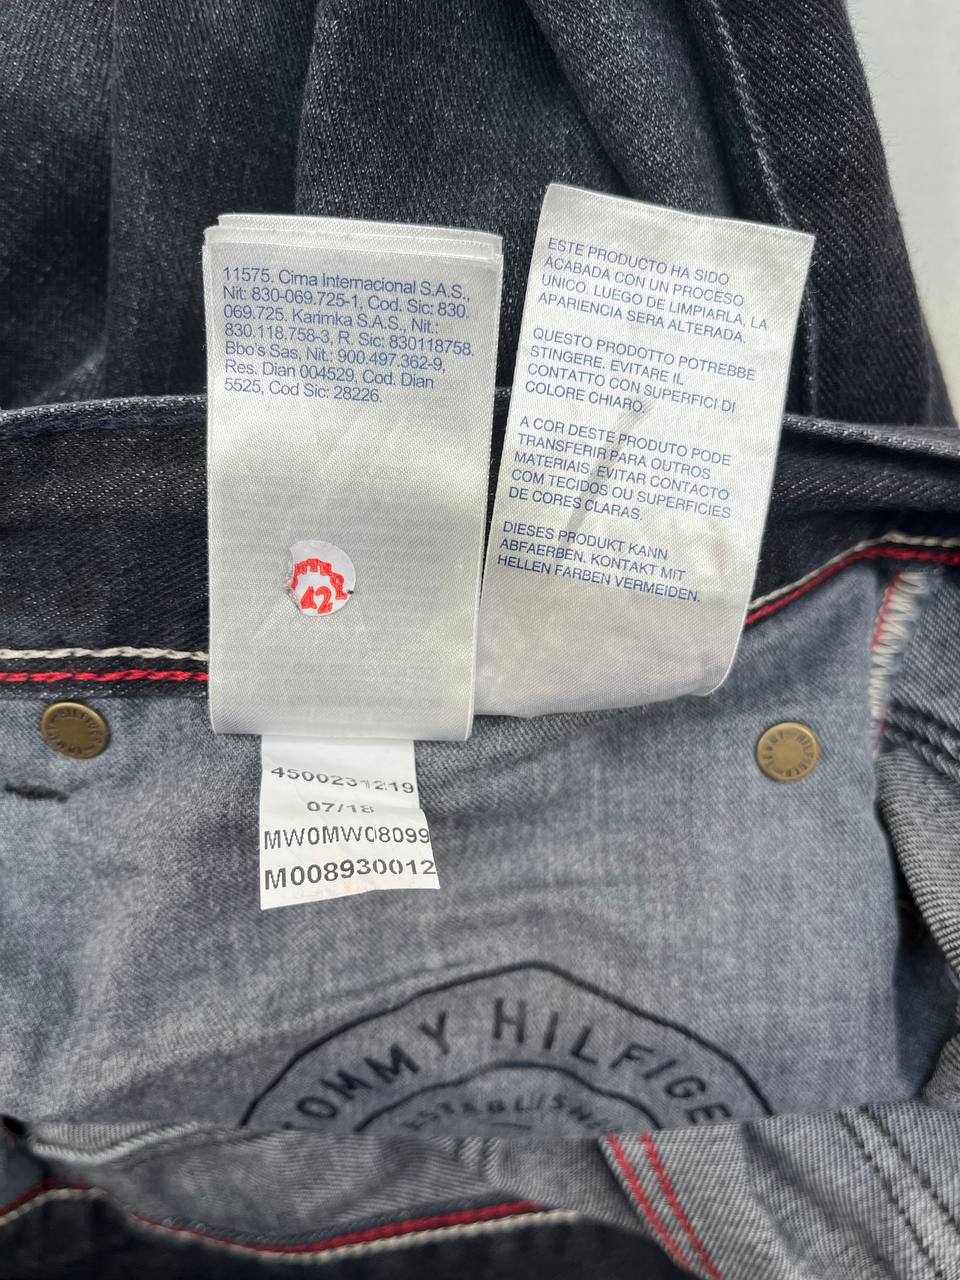 11575. Cima Internacional S.A.S.,
Nit: 830-069.725-1, Cod. Sic: 830.
069.725. Karimka S.A.S., Nit.:
830.118.758-3, R. Sic: 830118758.
Bbo's Sas, Nit.: 900.497.362-9,
Res. Dian 004529, Cod. Dian
5525, Cod Sic: 28226.
42
4500231219
07/18
MW0MW08099
M008930012
ESTE PRODUCTO HA SIDO
ACABADA CON UN PROCESO
ÚNICO. LUEGO DE LIMPIARLA, LA
APARIENCIA SERA ALTERADA.
QUESTO PRODOTTO POTREBBE
STINGERE, EVITARE IL
CONTATTO CON SUPERFICI DI
COLORE CHIARO.
A COR DESTE PRODUTO PODE
TRANSFERIR PARA OUTROS
MATERIAIS, EVITAR CONTACTO
COM TECIDOS OU SUPERFICIES
DE CORES CLARAS.
DIESES PRODUKT KANN
ABFAERBEN. KONTAKT MIT
HELLEN FARBEN VERMEIDEN.
TOMMY HILFIGE
ESTABLISHE